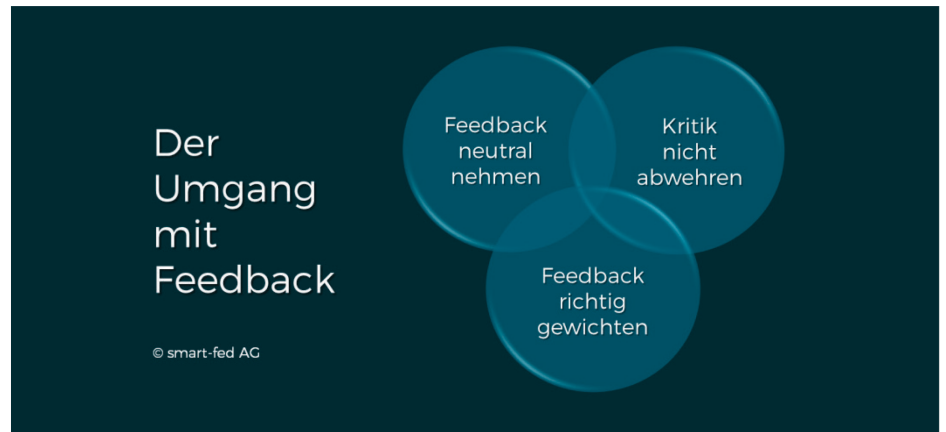 Der
Umgang
mit
Feedback
© smart-fed AG
Feedback
neutral
nehmen
Kritik
nicht
abwehren
Feedback
richtig
gewichten